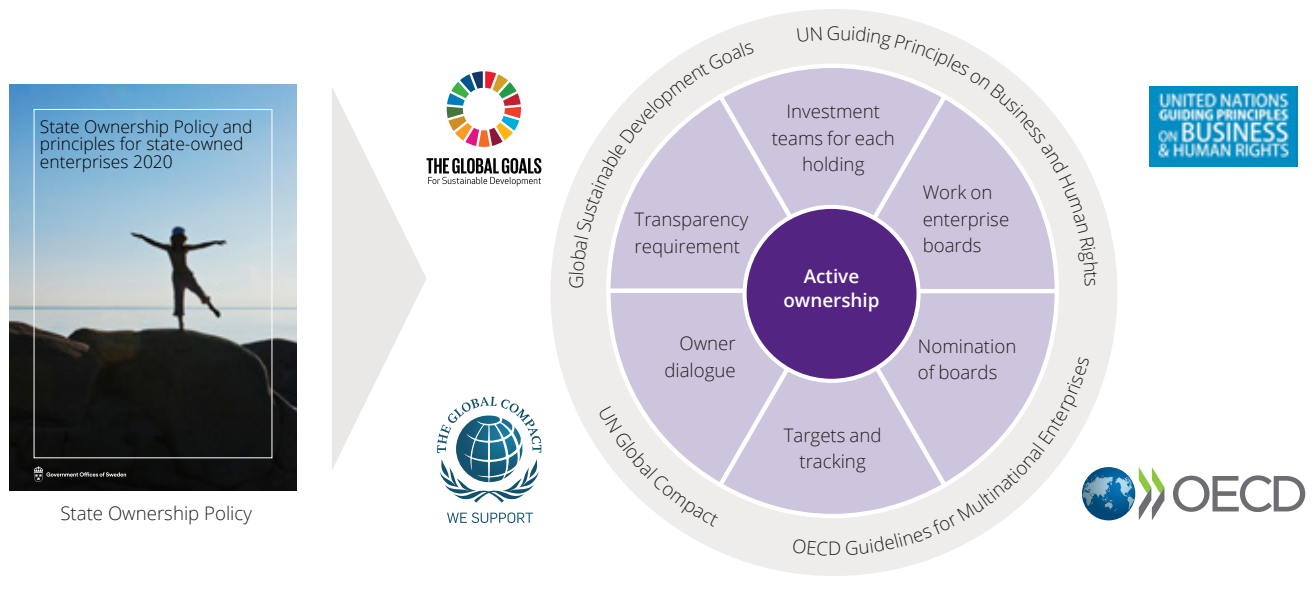 State Ownership Policy and
principles for state-owned
enterprises 2020
Government Offices of Sweden
State Ownership Policy
THE GLOBAL GOALS
For Sustainable Development
THE GLOBAL COMPACT
WE SUPPORT
Global Sustainable Development Goals
UN Guiding Principles on Business and Human Rights
OECD Guidelines for Multinational Enterprises
UN Global Compact
Investment
teams for each
holding
Work on
enterprise
boards
Nomination
of boards
Targets and
tracking
Owner
dialogue
Transparency
requirement
Active
ownership
UNITED NATIONS
GUIDING PRINCIPLES
ON BUSINESS
& HUMAN RIGHTS
OECD